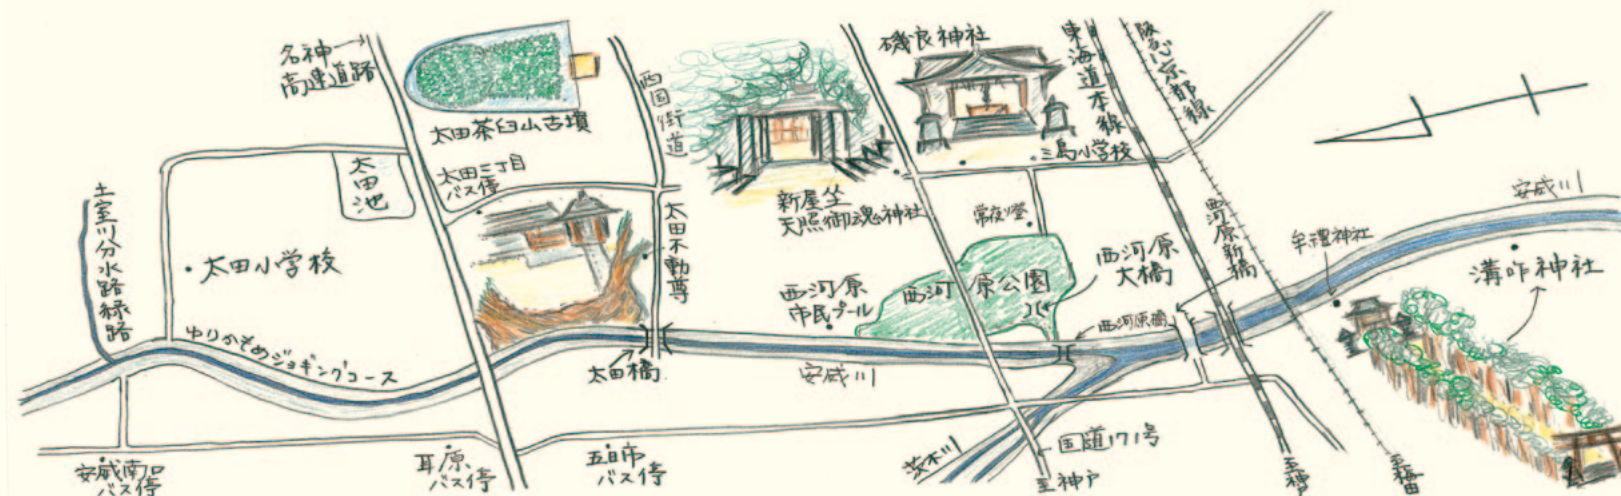 名神
高速道路
太田茶臼山古墳
西国街道
磯良神社
東海道本線
阪急京都線
三島小学校
太田池
太田三丁目
バス停
土室川分水路緑路
太田小学校
太田不動尊
新屋坐
天照御魂神社
常夜燈
西河原新橋
安威川
牟禮神社
溝咋神社
西河原
市民プール
西河原公園
西河原
大橋
西河原橋
ゆりかもめジョギングコース
太田橋
安威川
安威南口
バス停
耳原
バス停
五日市
バス停
茨木川
国道171号
至神戸
至神戸
至梅田